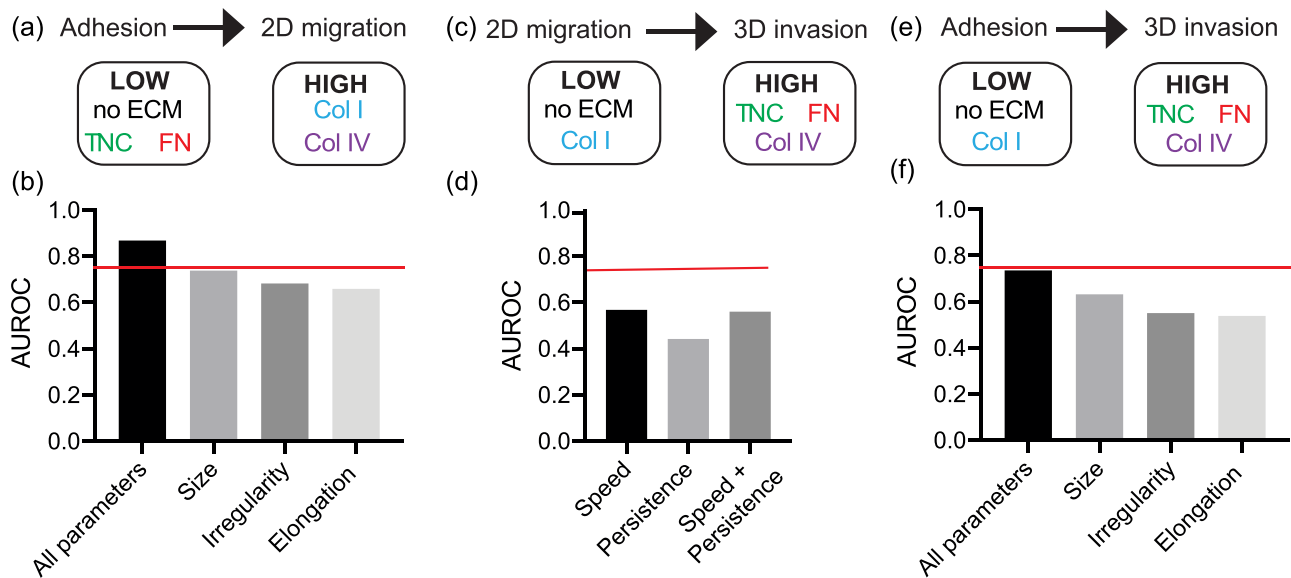 (a) Adhesion 2D migration
LOW
no ECM
TNC FN
HIGH
Col I
Col IV
(b)
AUROC
1.0
0.8
0.6
0.4
0.2
0.0
All parameters
Size
Irregularity
Elongation
(c) 2D migration 3D invasion
LOW
no ECM
Col I
HIGH
TNC FN
Col IV
(d)
AUROC
1.0
0.8
0.6
0.4
0.2
0.0
Speed
Persistence
Speed +
Persistence
(e) Adhesion 3D invasion
LOW
no ECM
Col I
HIGH
TNC FN
Col IV
(f)
AUROC
1.0
0.8
0.6
0.4
0.2
0.0
All parameters
Size
Irregularity
Elongation